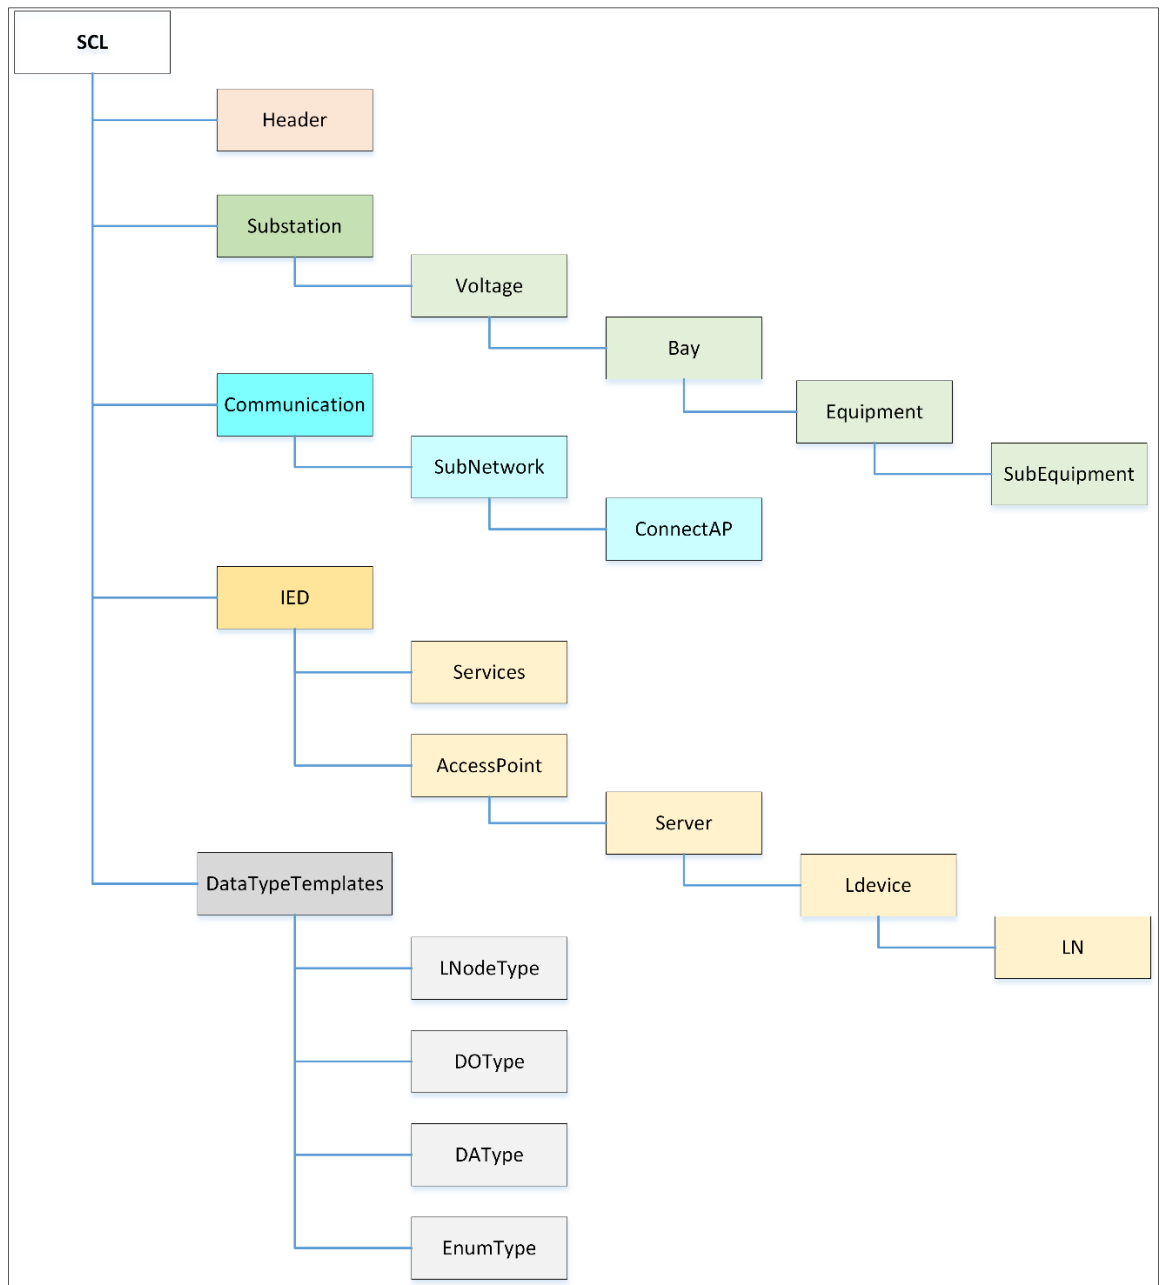 SCL
Header
Substation
Voltage
Bay
Communication
Equipment
SubNetwork
SubEquipment
ConnectAP
IED
Services
AccessPoint
Server
DataTypeTemplates
Ldevice
LN
LNodeType
DOType
DAType
EnumType